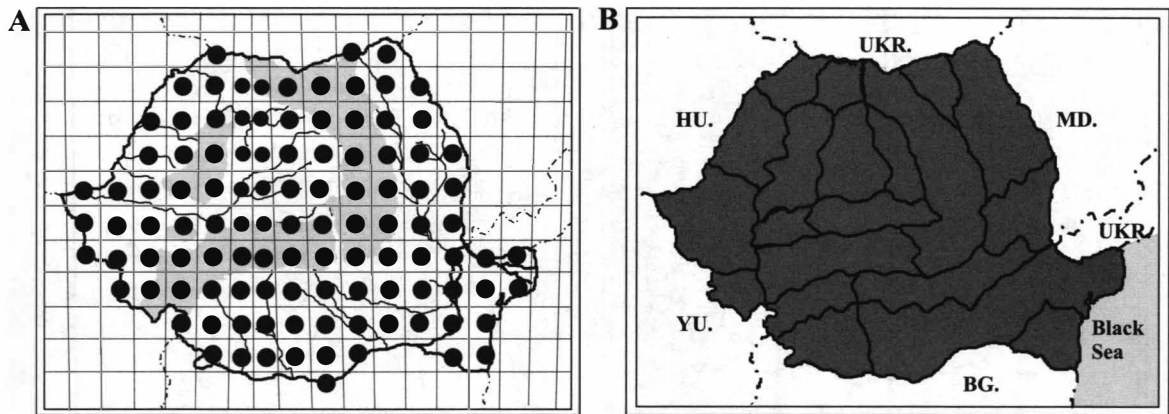 A
B
UKR.
HU.
MD.
UKR.
YU.
Black
Sea
BG.